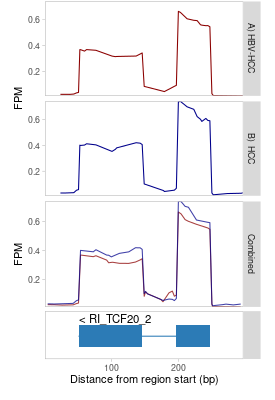 0.6
0.4
0.2
A) HBV-HCC
FPM
0.6
0.4
0.2
B) HCC
0.6
0.4
0.2
FPM
Combined
< RI_TCF20_2
100
200
Distance from region start (bp)